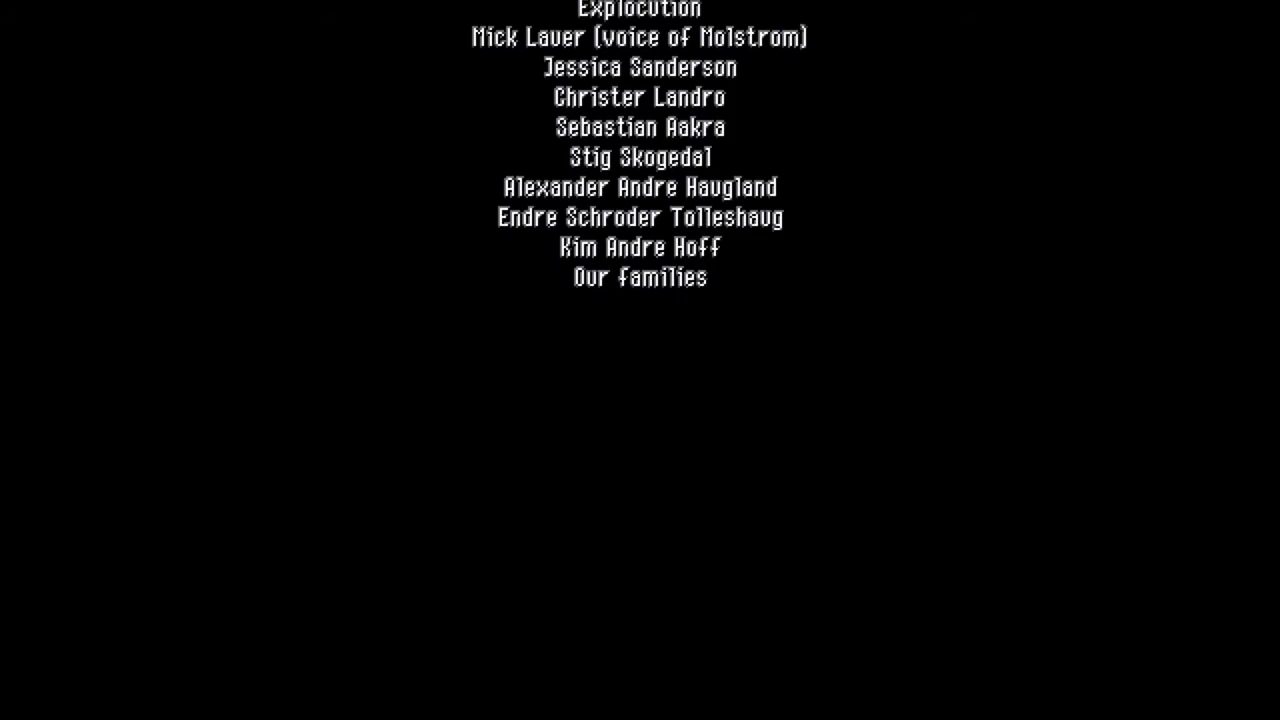 Explocution
Mick Lauer (voice of Molstrom)
Jessica Sanderson
Christer Landro
Sebastian Aakra
Stig Skogedal
Alexander Andre Haugland
Endre Schroder Tolleshaug
Kim Andre Hoff
Our families